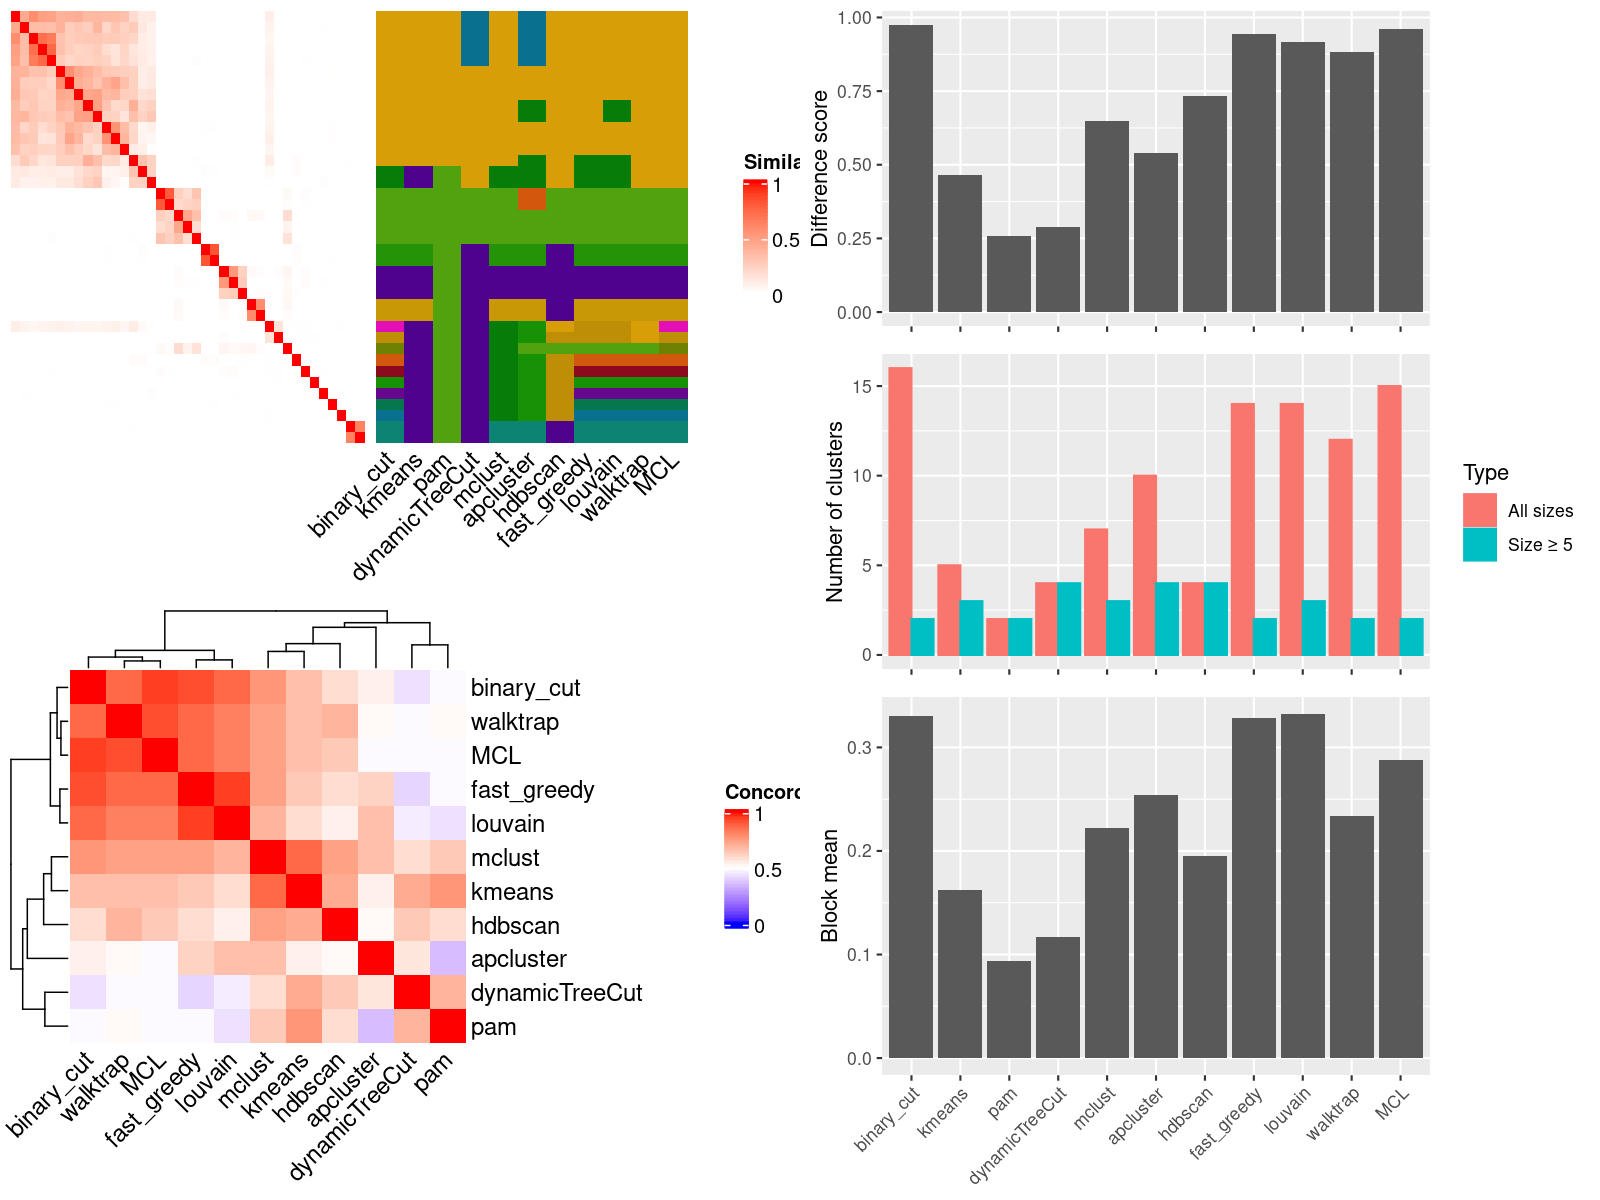 Simila
1
0.5
0
binary_cut
kmeans
pam
dynamicTreeCut
mclust
apcluster
hdbscan
fast_greedy
louvain
walktrap
MCL
binary_cut
walktrap
MCL
fast_greedy
louvain
mclust
kmeans
hdbscan
apcluster
dynamicTreeCut
pam
Concord
1
0.5
0
binary_cut
walktrap
MCL
fast_greedy
louvain
mclust
kmeans
hdbscan
apcluster
dynamicTreeCut
pam
Difference score
1.00
0.75
0.50
0.25
0.00
Number of clusters
15
10
5
0
Type
All sizes
Size ≥ 5
Block mean
0.3
0.2
0.1
0.0
binary_cut
kmeans
pam
dynamicTreeCut
mclust
apcluster
hdbscan
fast_greedy
louvain
walktrap
MCL